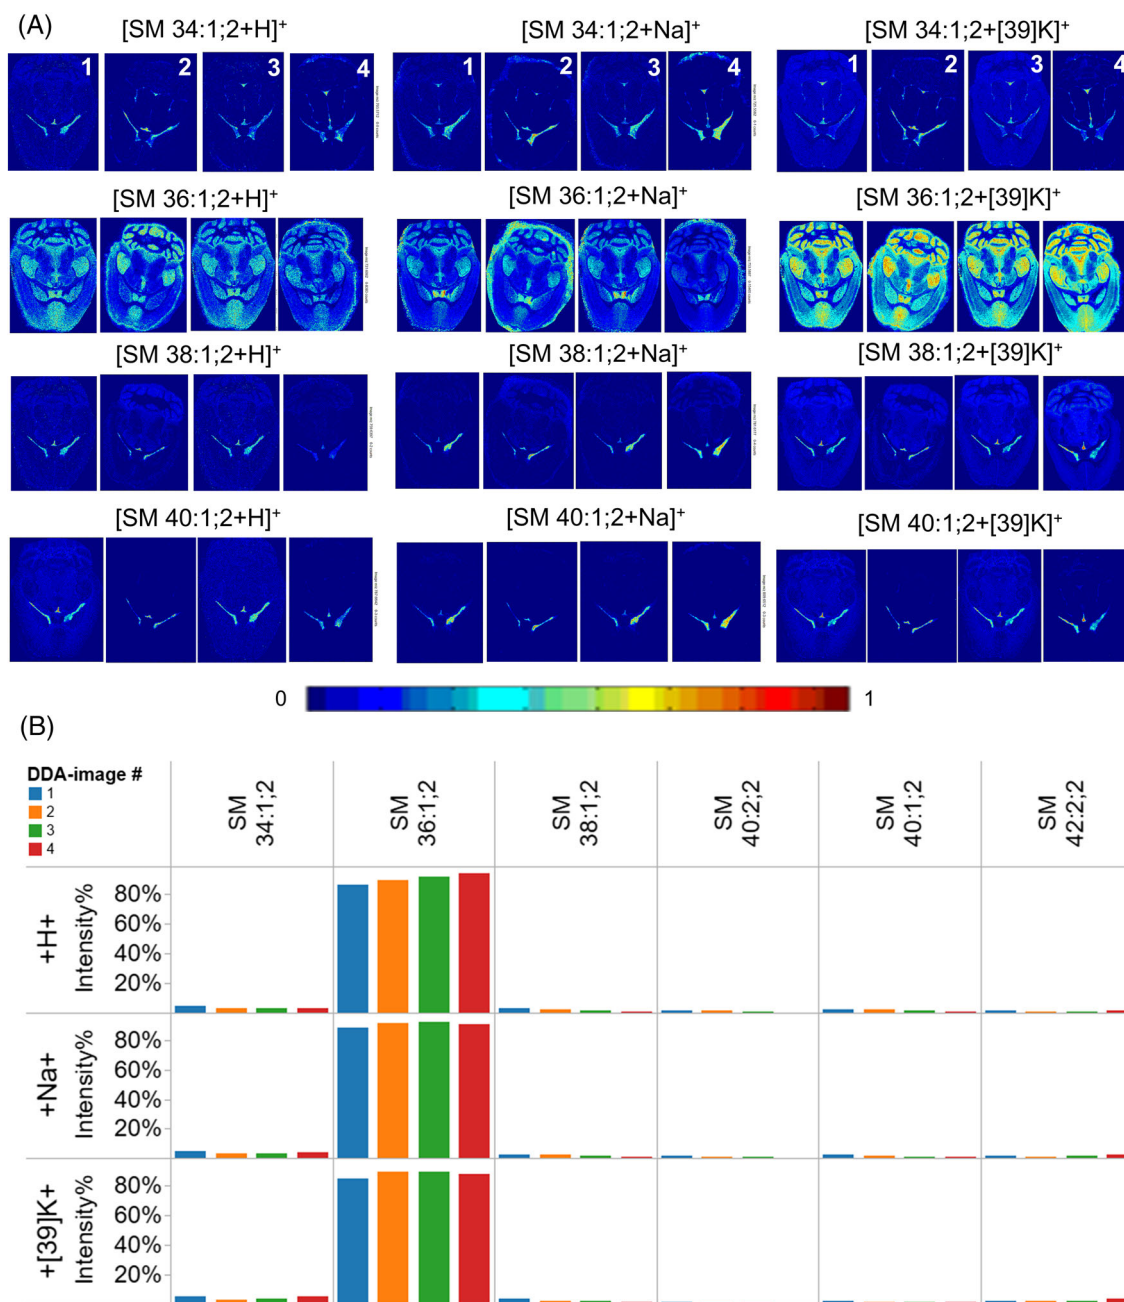 (A)
[SM 34:1;2+H]+ [SM 34:1;2+Na]+ [SM 34:1;2+[39]K]+
1 2 3 4 1 2 3 4 1 2 3 4
[SM 36:1;2+H]+ [SM 36:1;2+Na]+ [SM 36:1;2+[39]K]+
[SM 38:1;2+H]+ [SM 38:1;2+Na]+ [SM 38:1;2+[39]K]+
[SM 40:1;2+H]+ [SM 40:1;2+Na]+ [SM 40:1;2+[39]K]+
0 1
(B)
DDA-image #
1
2
3
4
SM
34:1;2
SM
36:1;2
SM
38:1;2
SM
40:2;2
SM
40:1;2
SM
42:2;2
+H+
Intensity%
80%
60%
40%
20%
+Na+
Intensity%
80%
60%
40%
20%
+[39]K+
Intensity%
80%
60%
40%
20%